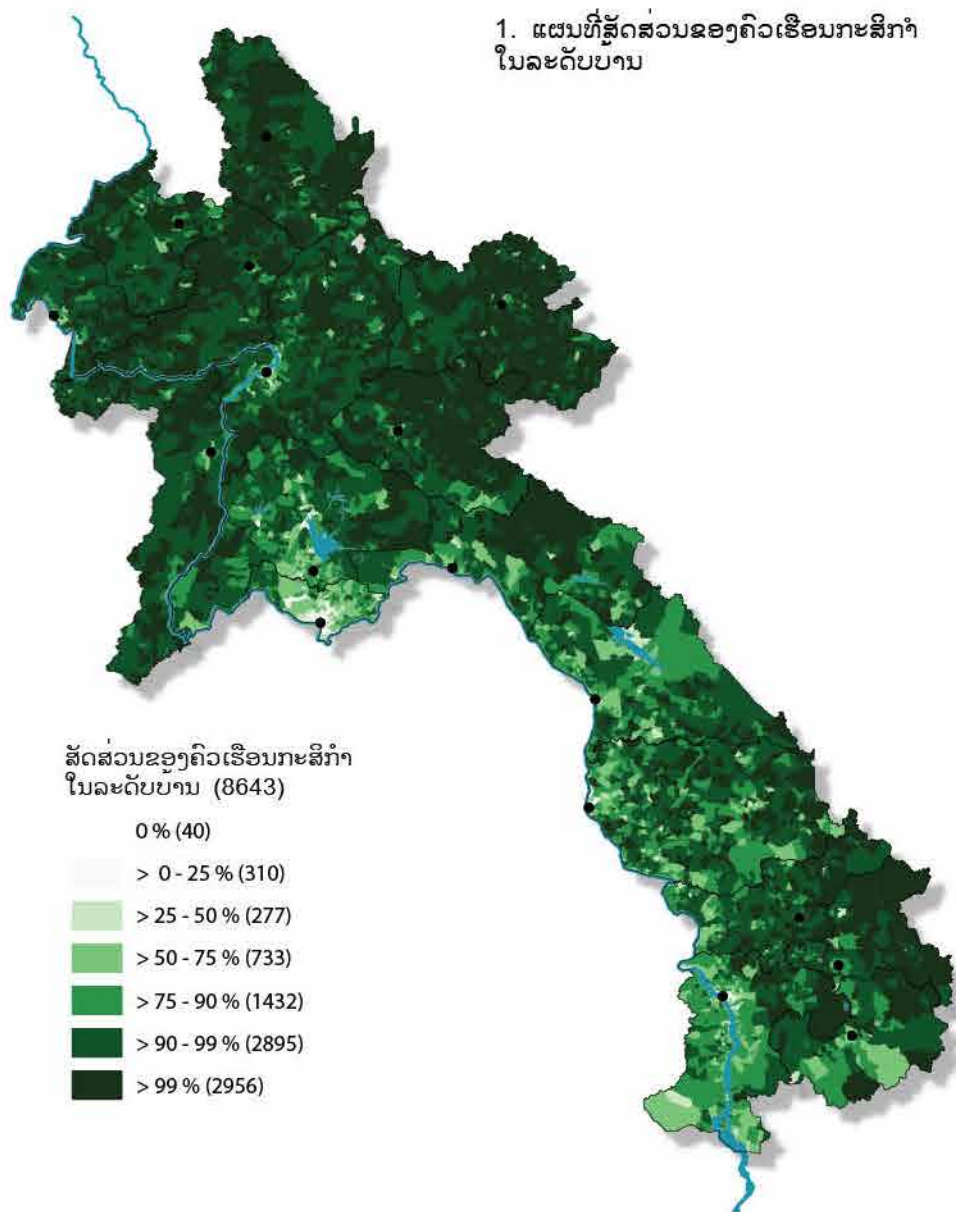 1. ແຜນທີ່ສັດສ່ວນຂອງຄົວເຮືອນກະສິກຳ
ໃນລະດັບບ້ານ
ສັດສ່ວນຂອງຄົວເຮືອນກະສິກຳ
ໃນລະດັບບ້ານ (8643)
0 % (40)
> 0 - 25 % (310)
> 25 - 50 % (277)
> 50 - 75 % (733)
> 75 - 90 % (1432)
> 90 - 99 % (2895)
> 99 % (2956)